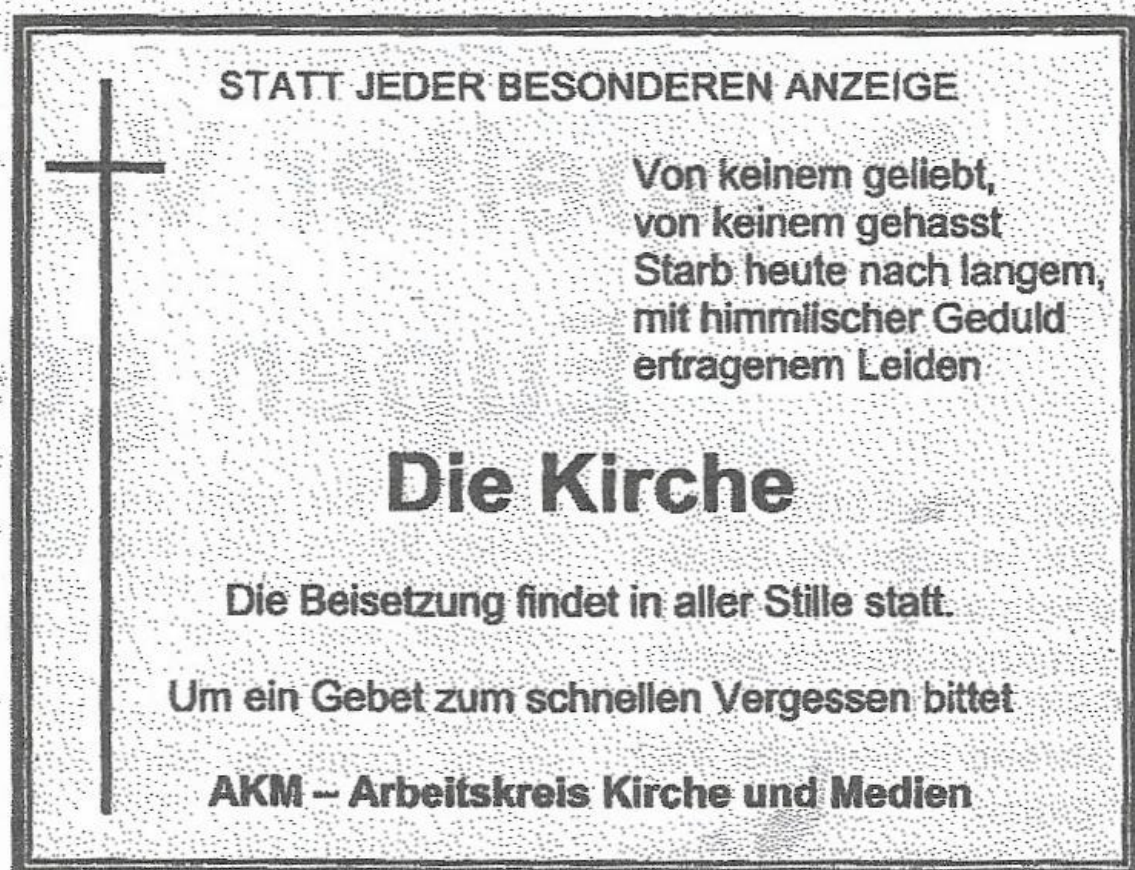 STATT JEDER BESONDEREN ANZEIGE
Von keinem geliebt,
von keinem gehasst
Starb heute nach langem,
mit himmlischer Geduld
ertragenem Leiden
Die Kirche
Die Beisetzung findet in aller Stille statt.
Um ein Gebet zum schnellen Vergessen bittet
AKM – Arbeitskreis Kirche und Medien